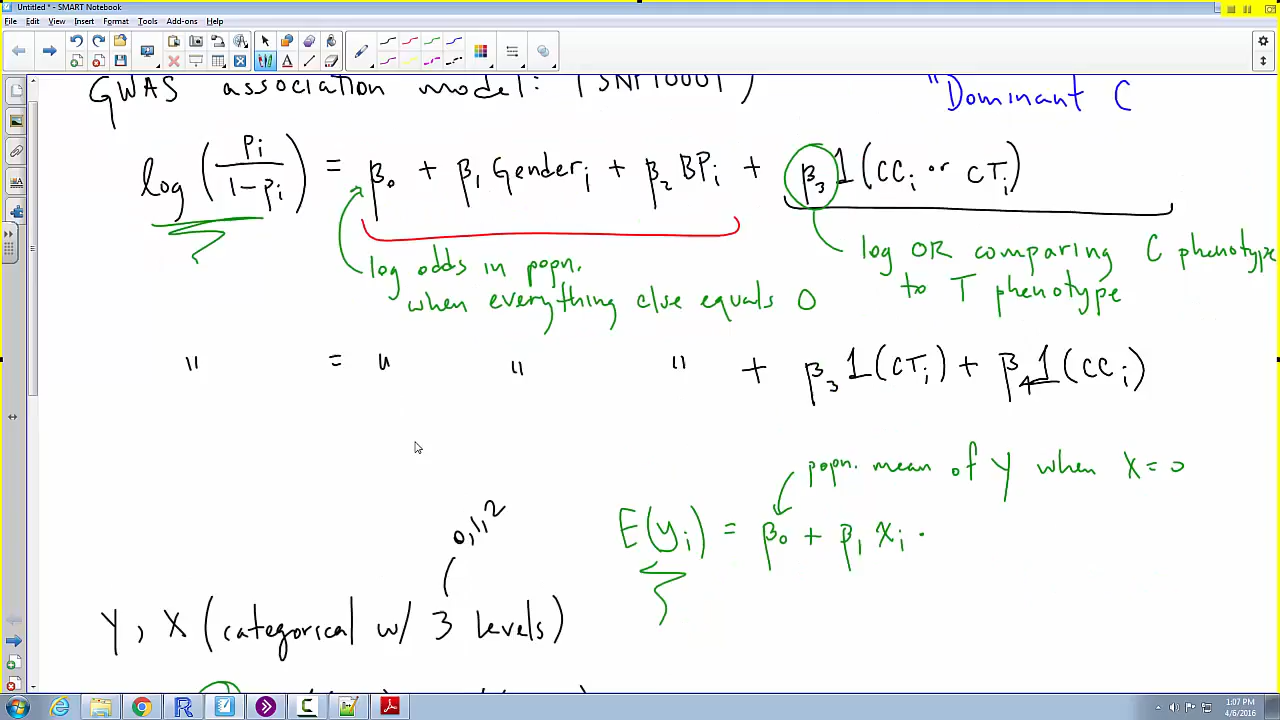 Untitled * - SMART Notebook
File Edit View Insert Format Tools Add-ons Help
GWAS association model: (SNP10001)
"Dominant C
log (pi / 1-pi) = β0 + β1 Genderi + β2 BPi + β3 1(CCi or CTi)
log odds in popn.
when everything else equals 0
log OR comparing C phenotype
to T phenotype
" = " " " + β3 1(CTi) + β4 1(CCi)
popn. mean of Y when X=0
E(yi) = β0 + β1 xi .
0,1,2
Y, X (categorical w/ 3 levels)
1:07 PM
4/6/2016